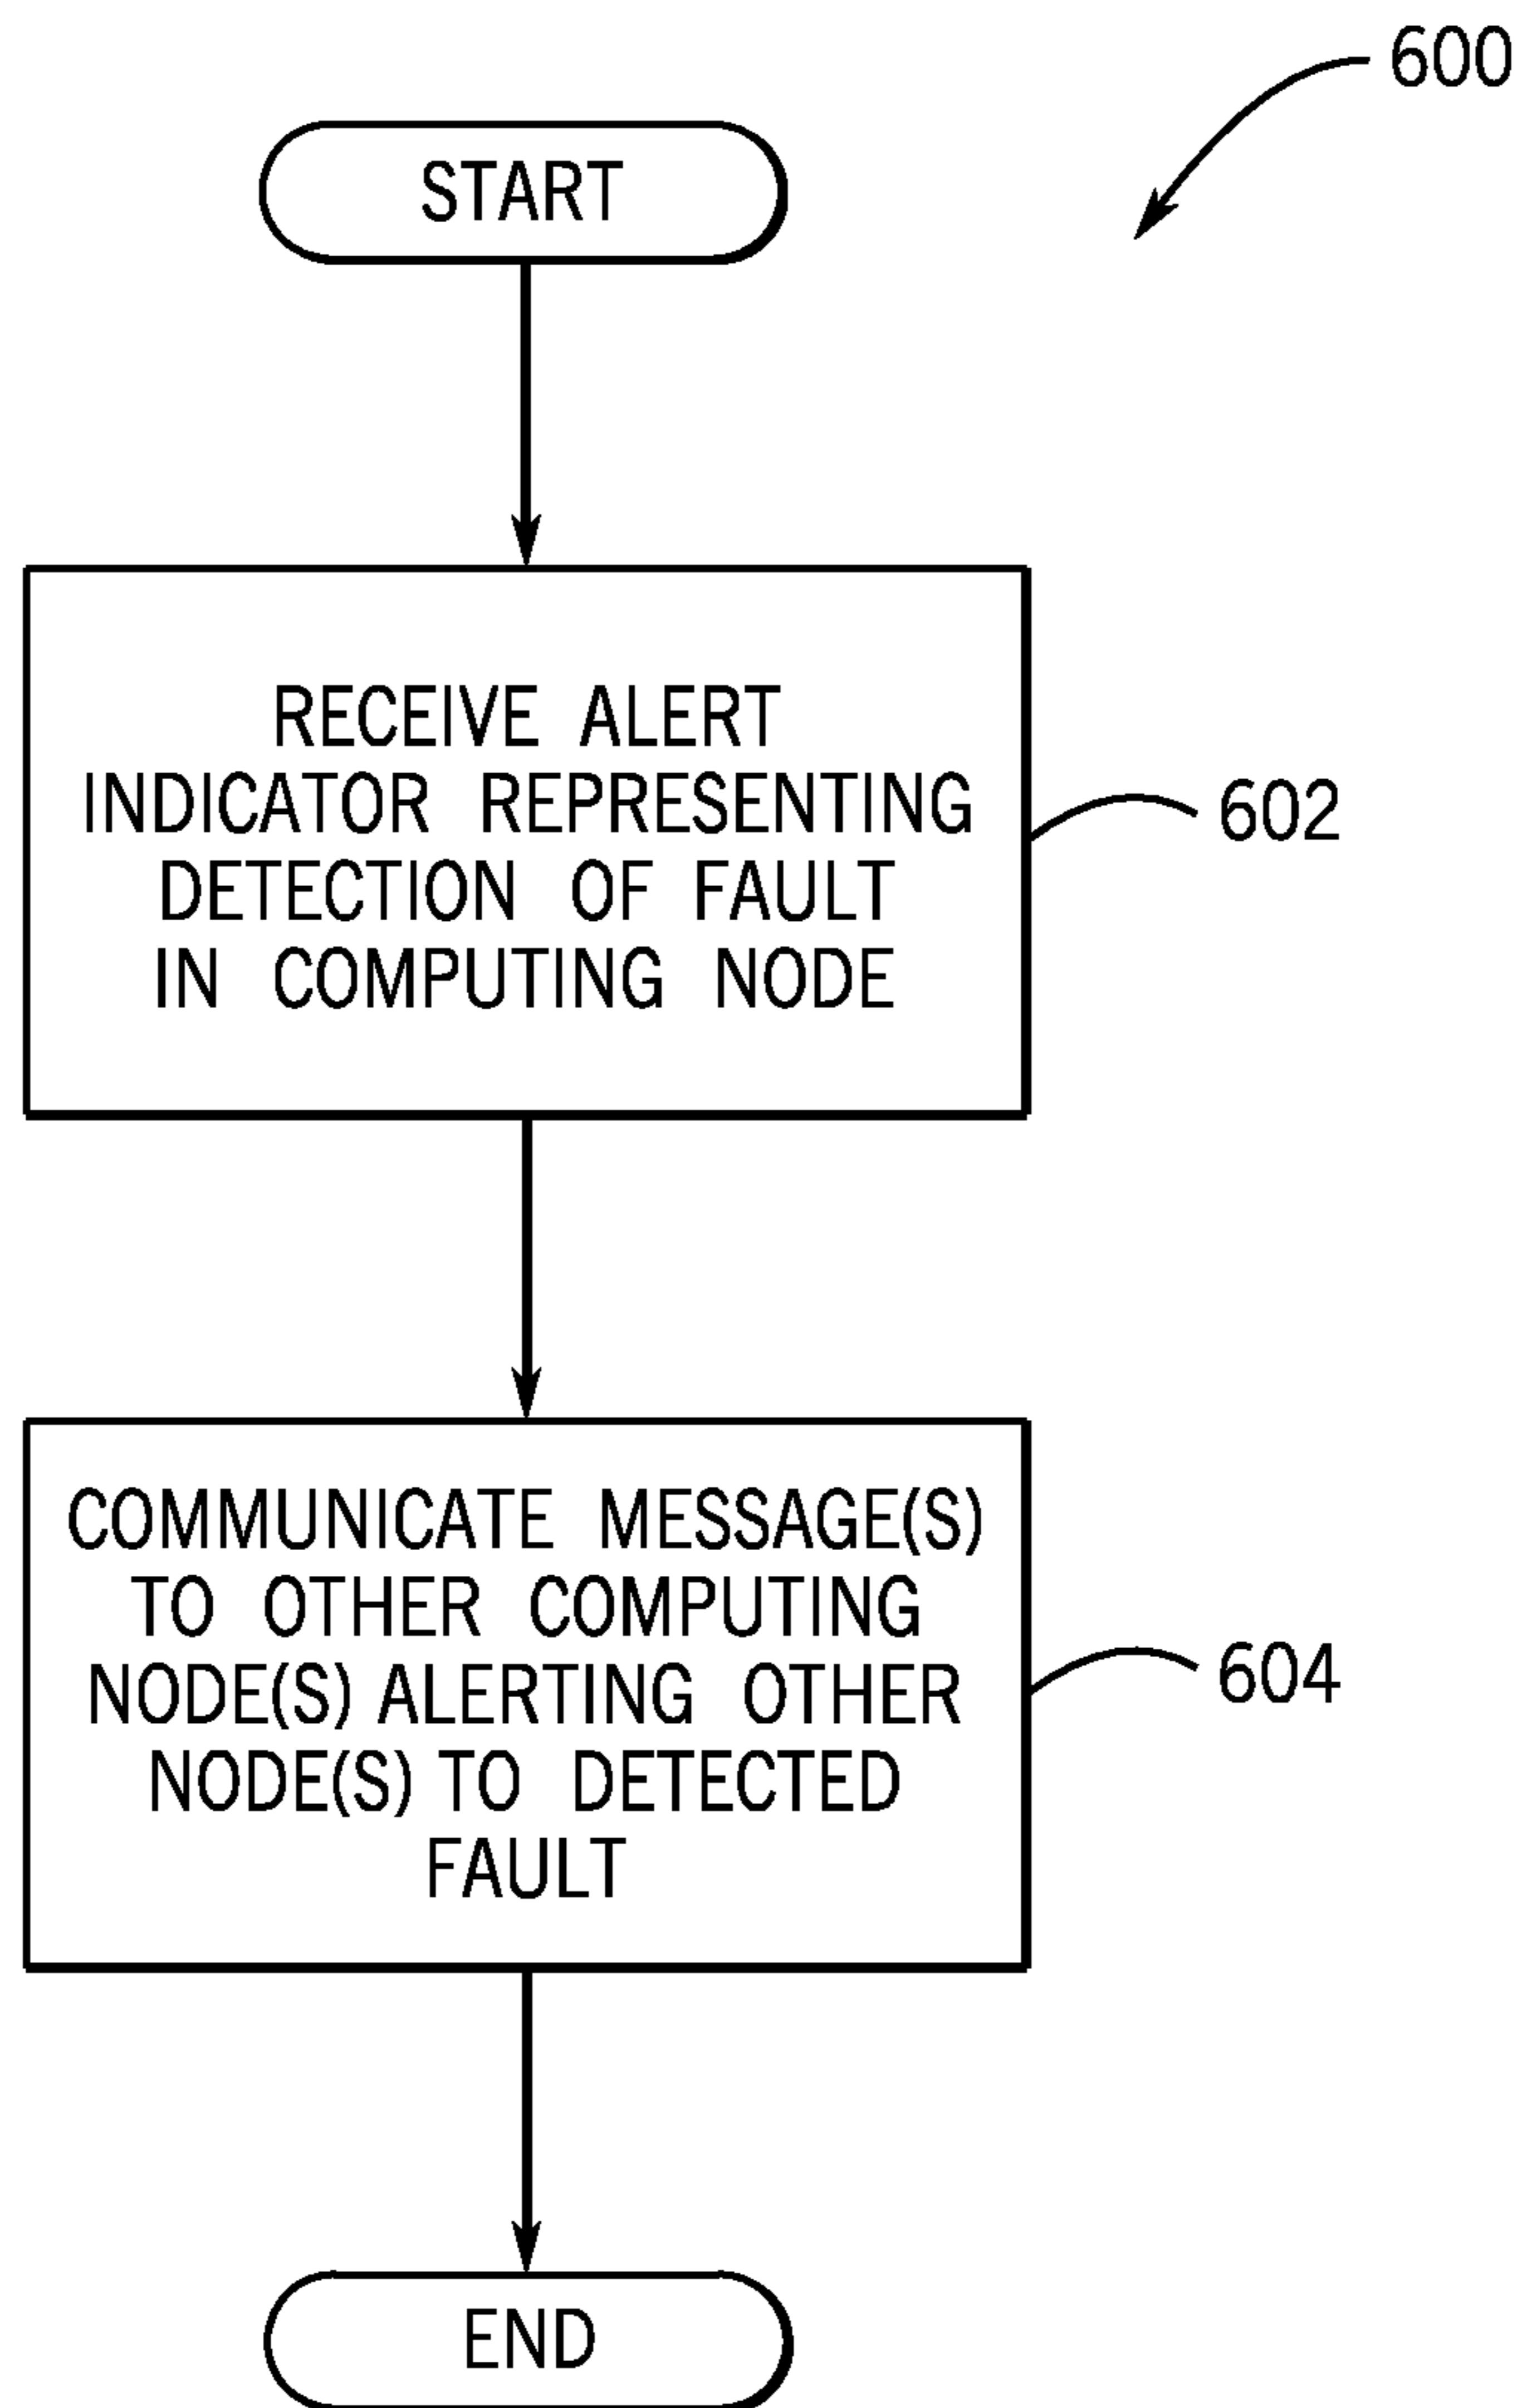 600
START
RECEIVE ALERT
INDICATOR REPRESENTING
DETECTION OF FAULT
IN COMPUTING NODE
602
COMMUNICATE MESSAGE(S)
TO OTHER COMPUTING
NODE(S) ALERTING OTHER
NODE(S) TO DETECTED
FAULT
604
END